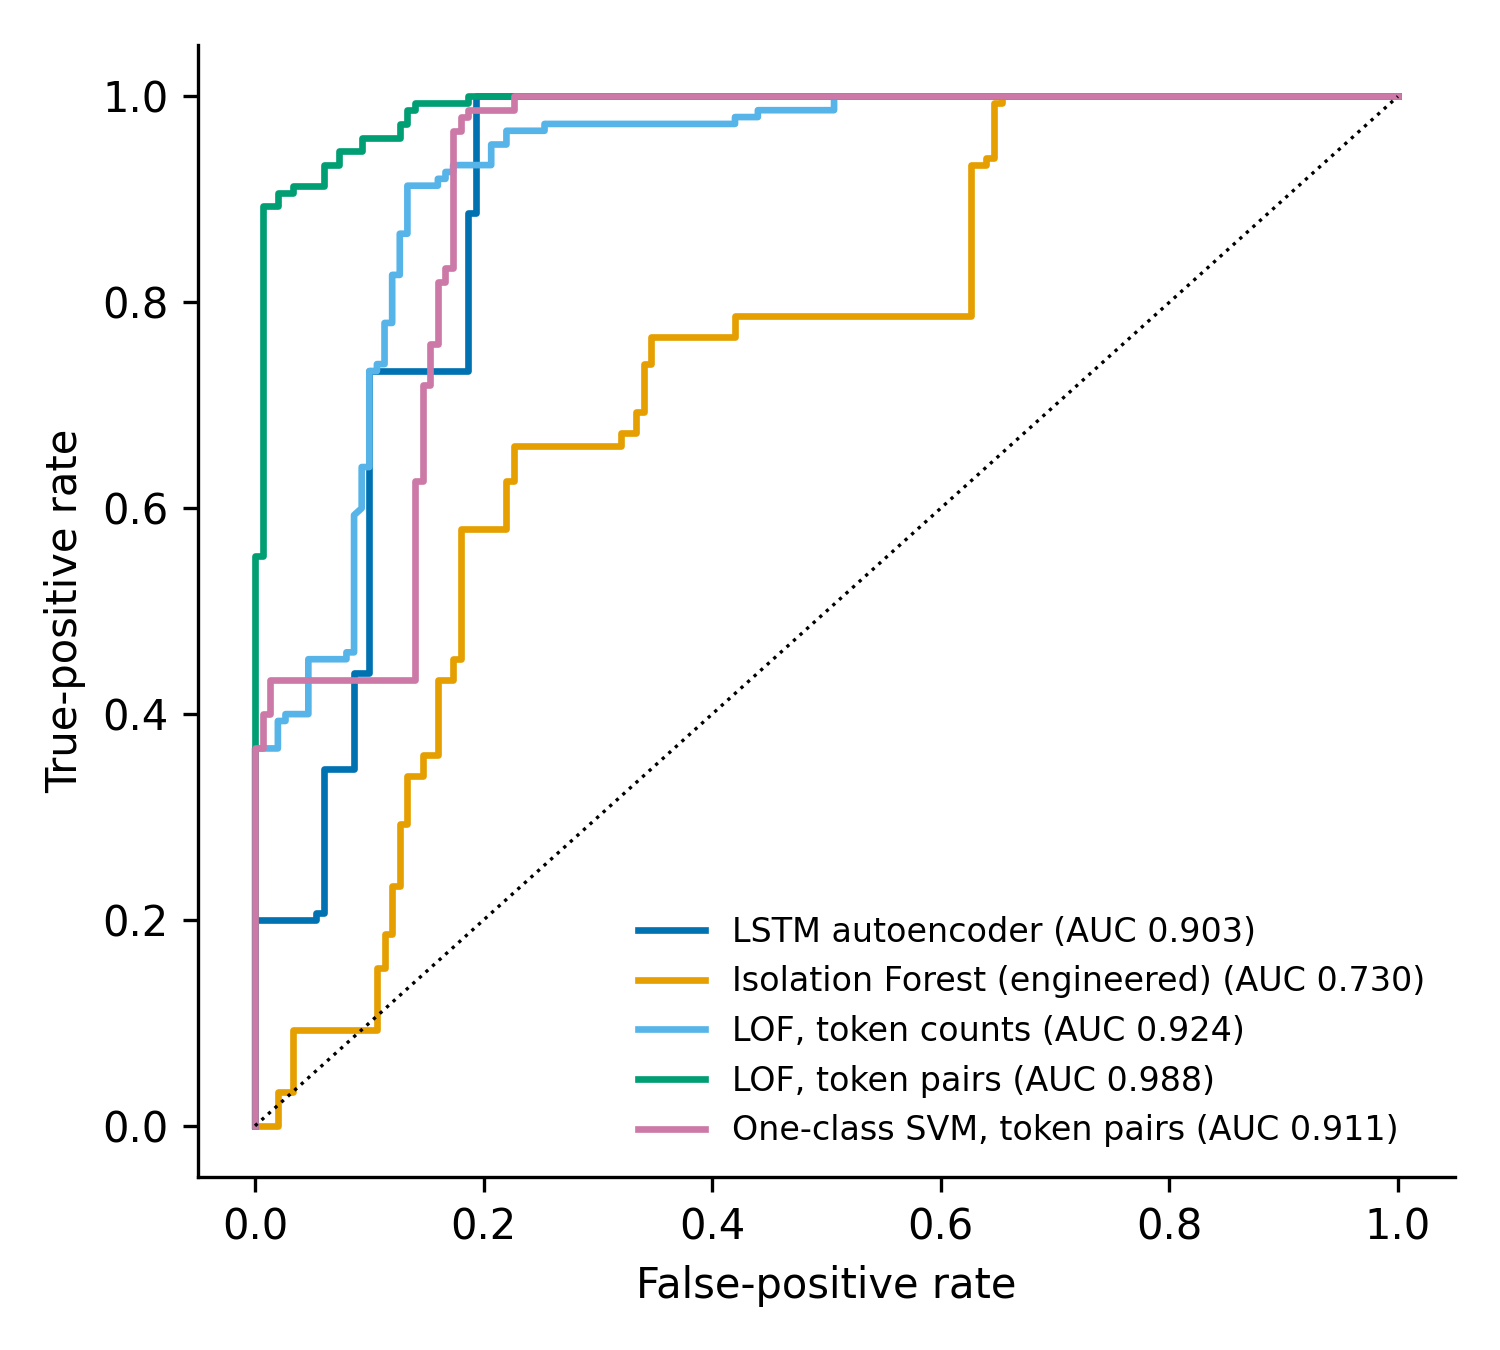 1.0
0.8
0.6
0.4
0.2
0.0
True-positive rate
LSTM autoencoder (AUC 0.903)
Isolation Forest (engineered) (AUC 0.730)
LOF, token counts (AUC 0.924)
LOF, token pairs (AUC 0.988)
One-class SVM, token pairs (AUC 0.911)
0.0 0.2 0.4 0.6 0.8 1.0
False-positive rate